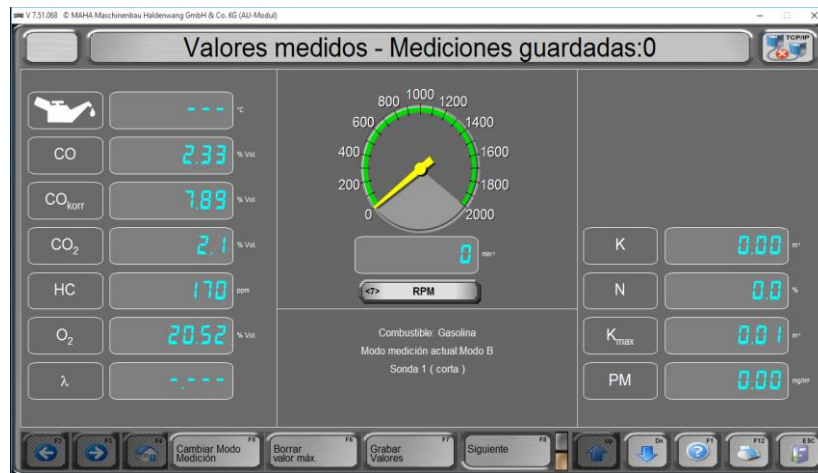 V 7.51.068 © MAHA Maschinenbau Haldenwang GmbH & Co. KG (AU-Modul)
Valores medidos - Mediciones guardadas:0
TCP/IP
--- °C
CO 2.33 % Vol.
COkorr 7.89 % Vol.
CO2 2.1 % Vol.
HC 170 ppm
O2 20.52 % Vol.
λ -.---
0 200 400 600 800 1000 1200 1400 1600 1800 2000
0 min-¹
<7> RPM
Combustible: Gasolina
Modo medición actual:Modo B
Sonda 1 ( corta )
K 0.00 m-¹
N 0.0 %
Kmax 0.01 m-¹
PM 0.00 mg/m³
F2
F3
F4
Cambiar Modo Medición F5
Borrar valor máx. F6
Grabar Valores F7
Siguiente F8
Up
Dn
F1
F12
ESC